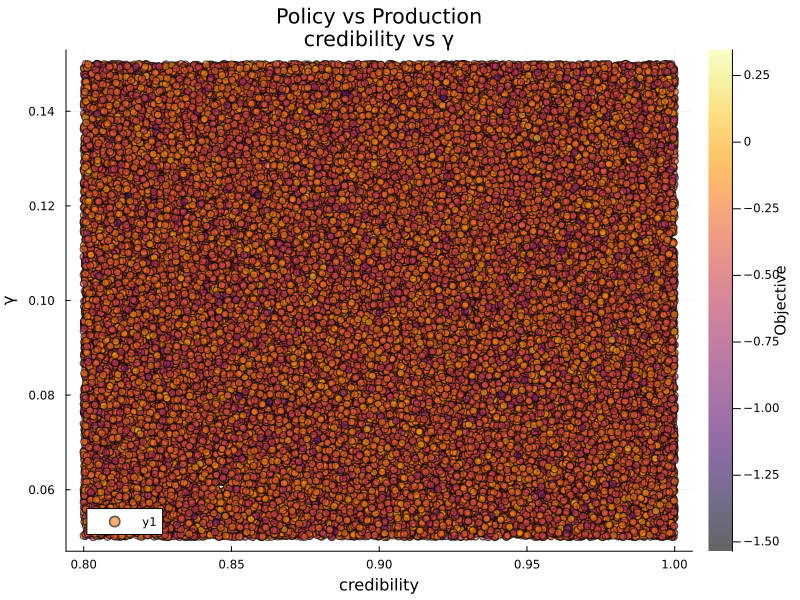 Policy vs Production
credibility vs γ
0.14
0.12
0.10
0.08
0.06
γ
y1
0.80 0.85 0.90 0.95 1.00
credibility
0.25
0
−0.25
−0.50
−0.75
−1.00
−1.25
−1.50
Objective